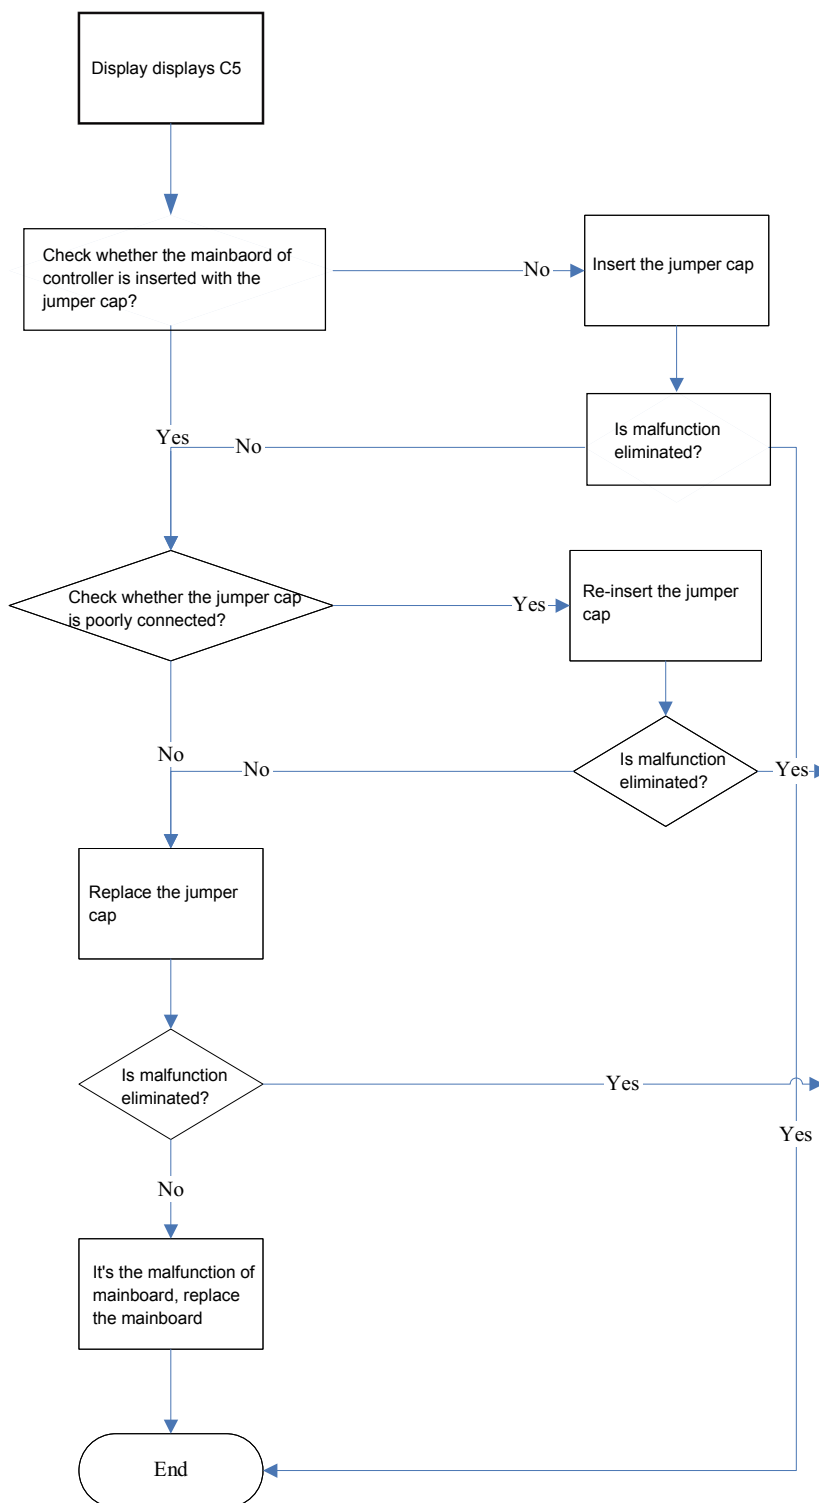 Display displays C5
Check whether the mainbaord of
controller is inserted with the
jumper cap?
No
Insert the jumper cap
Yes
No
Is malfunction
eliminated?
Check whether the jumper cap
is poorly connected?
Yes
Re-insert the jumper
cap
No
No
Is malfunction
eliminated?
Yes
Replace the jumper
cap
Is malfunction
eliminated?
Yes
Yes
No
It's the malfunction of
mainboard, replace
the mainboard
End